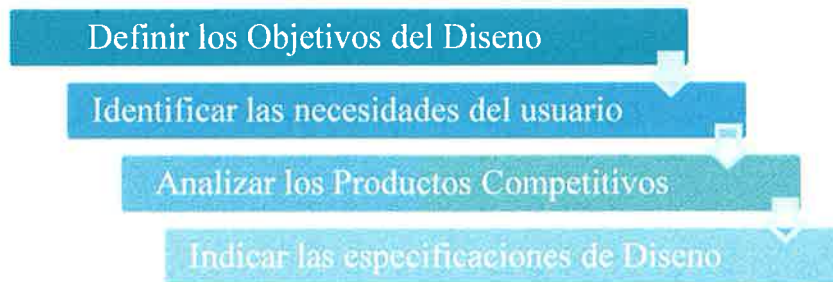 Definir los Objetivos del Diseno
Identificar las necesidades del usuario
Analizar los Productos Competitivos
Indicar las especificaciones de Diseno